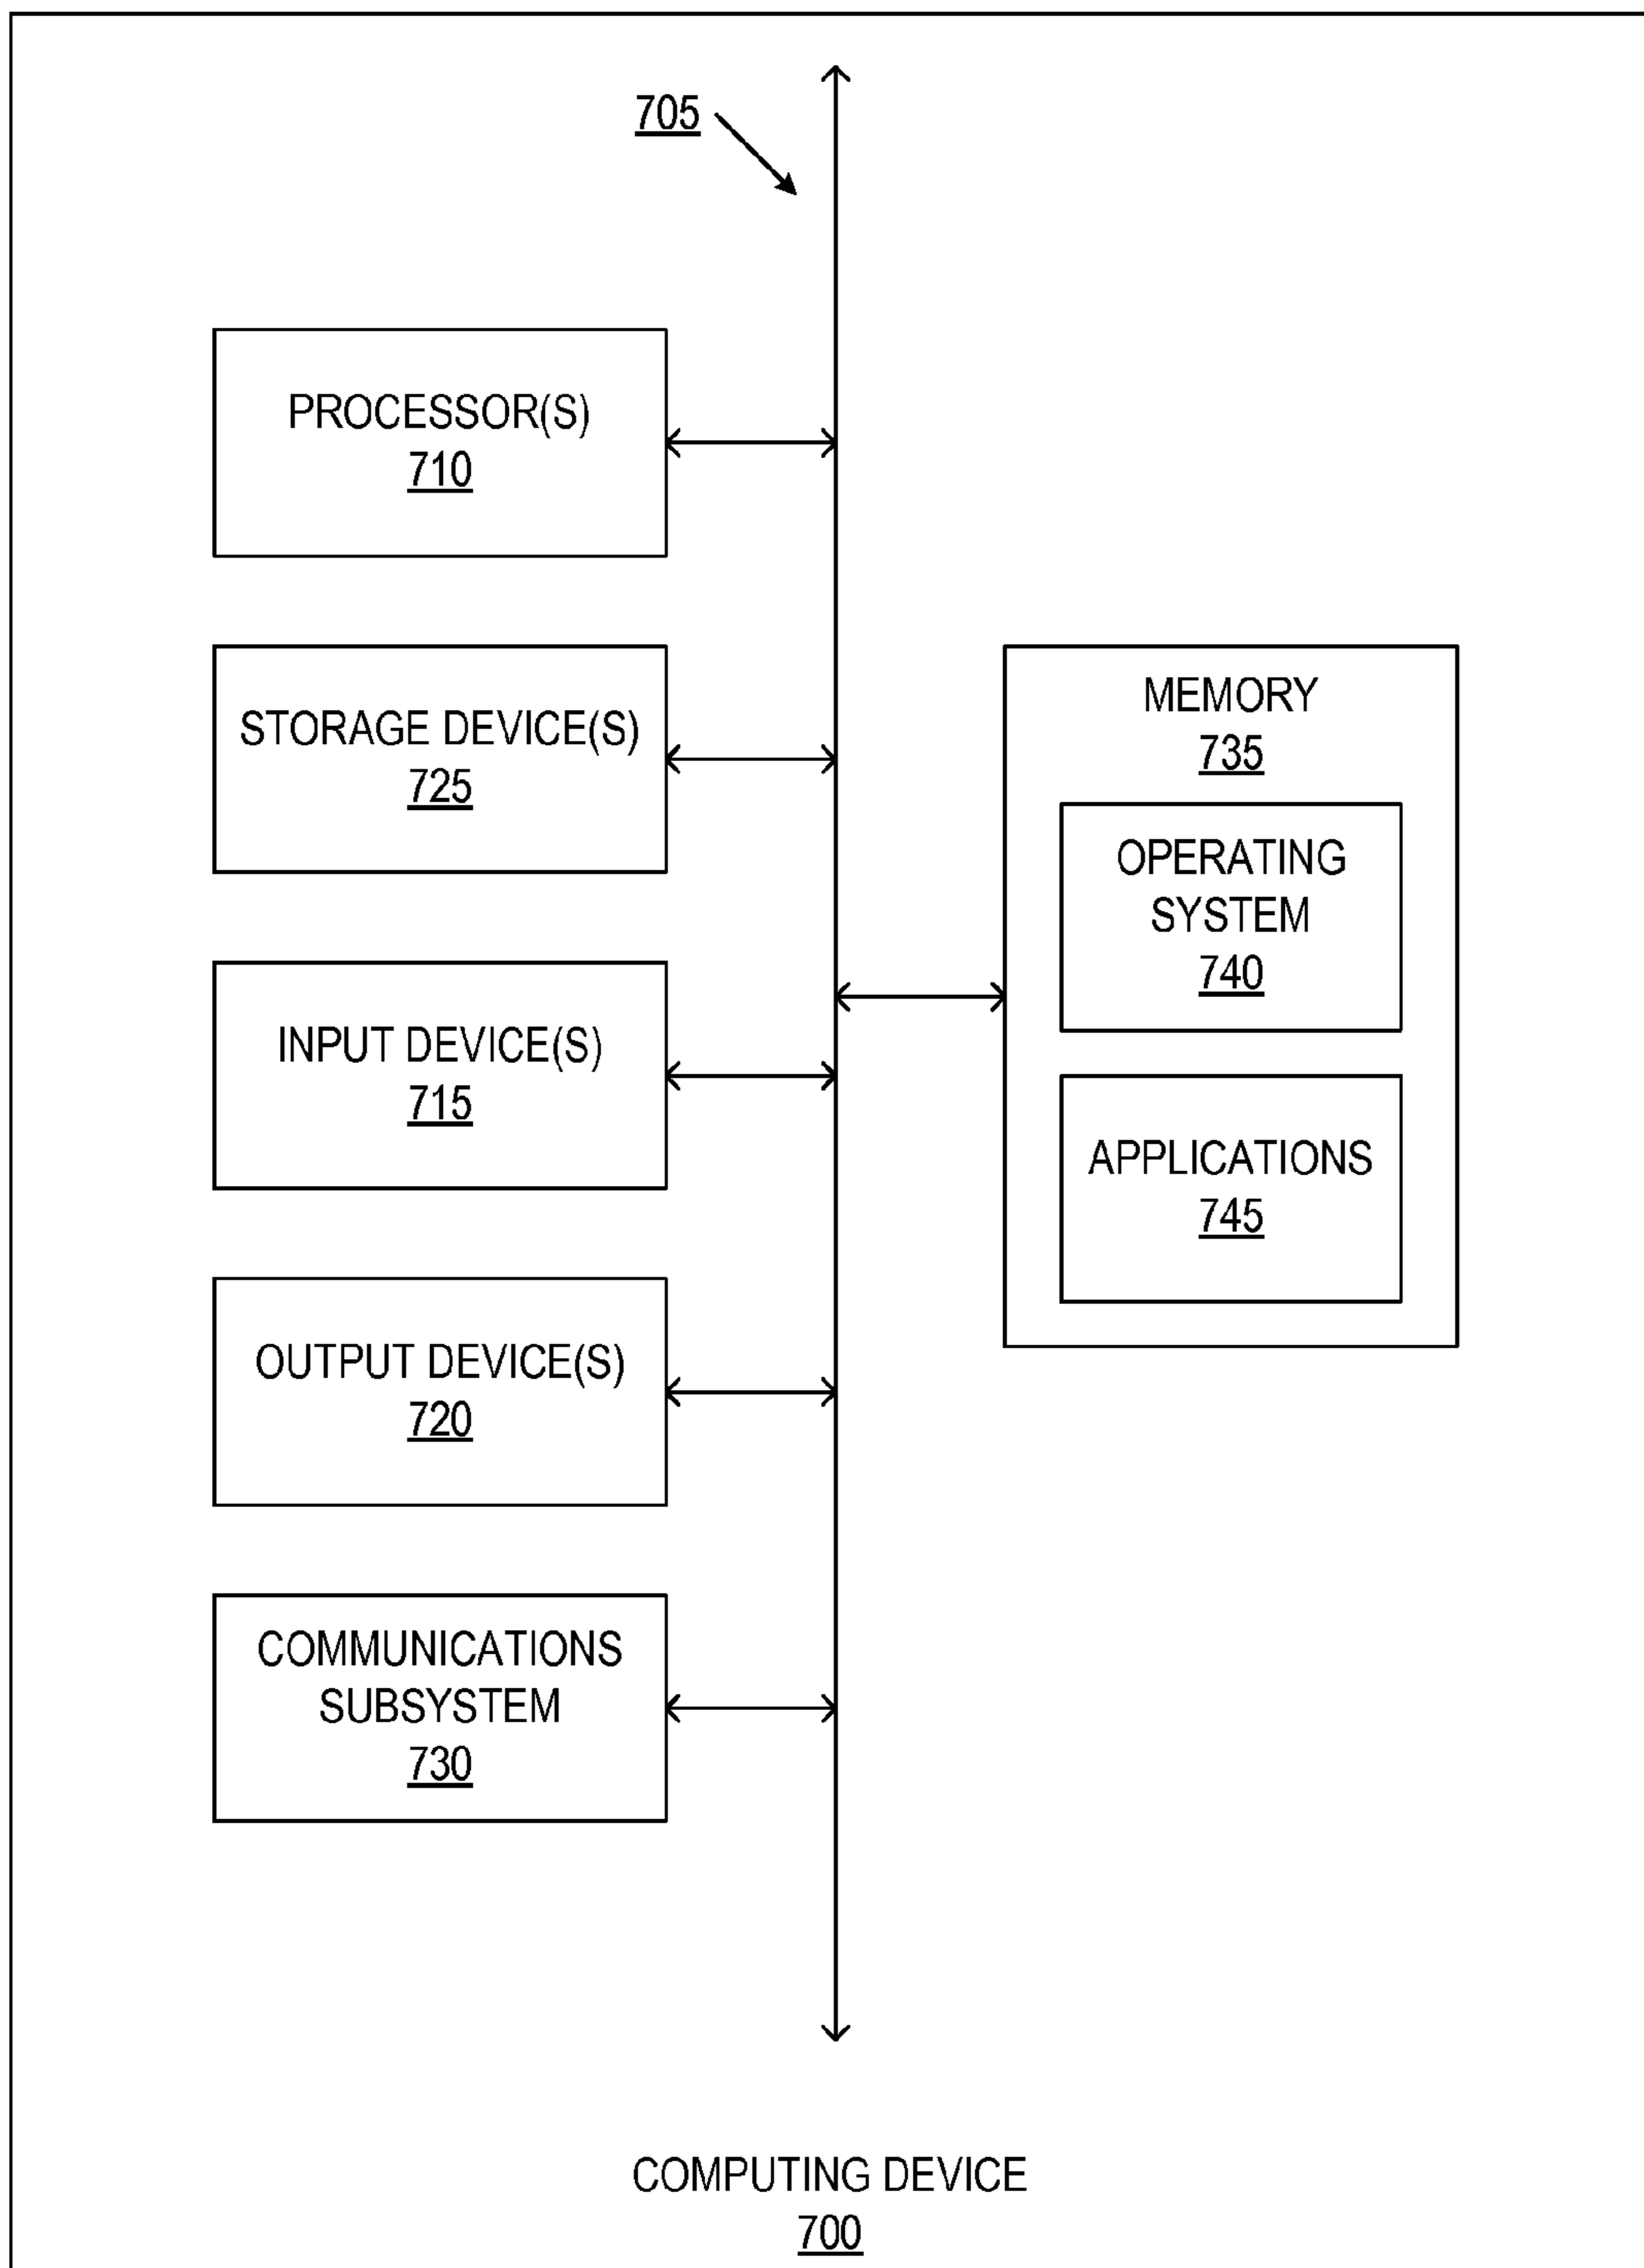 705
PROCESSOR(S)
710
STORAGE DEVICE(S)
725
INPUT DEVICE(S)
715
OUTPUT DEVICE(S)
720
COMMUNICATIONS
SUBSYSTEM
730
MEMORY
735
OPERATING
SYSTEM
740
APPLICATIONS
745
COMPUTING DEVICE
700